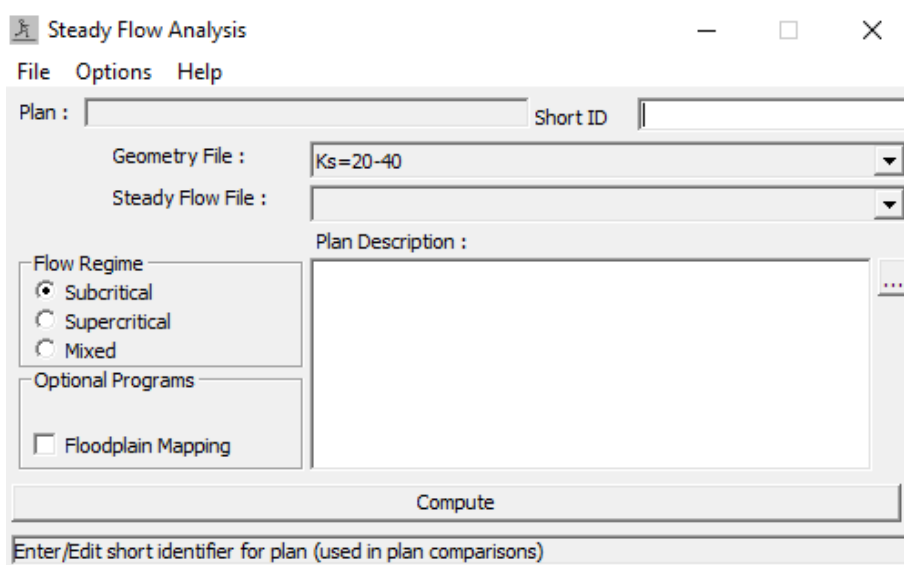 Steady Flow Analysis
File Options Help
Plan : Short ID
Geometry File : Ks=20-40
Steady Flow File :
Plan Description :
Flow Regime
Subcritical
Supercritical
Mixed
Optional Programs
Floodplain Mapping
...
Compute
Enter/Edit short identifier for plan (used in plan comparisons)